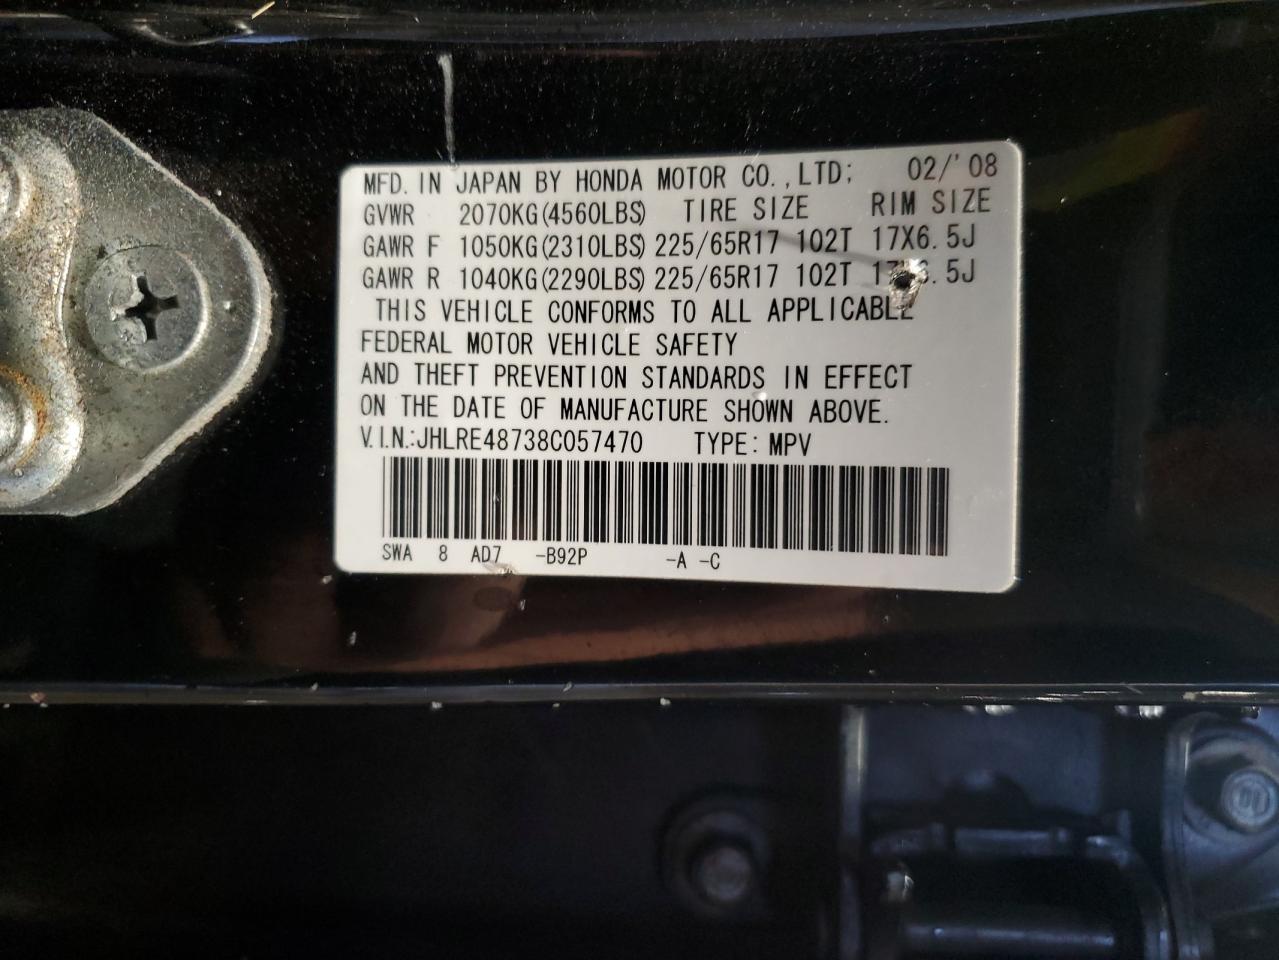 MFD. IN JAPAN BY HONDA MOTOR CO.,LTD; 02/'08
GVWR 2070KG(4560LBS) TIRE SIZE RIM SIZE
GAWR F 1050KG(2310LBS) 225/65R17 102T 17X6.5J
GAWR R 1040KG(2290LBS) 225/65R17 102T
THIS VEHICLE CONFORMS TO ALL APPLICABLE
FEDERAL MOTOR VEHICLE SAFETY
AND THEFT PREVENTION STANDARDS IN EFFECT
ON THE DATE OF MANUFACTURE SHOWN ABOVE.
V.I.N.:JHLRE48738C057470 TYPE: MPV
SWA 8 AD7 -B92P -A -C